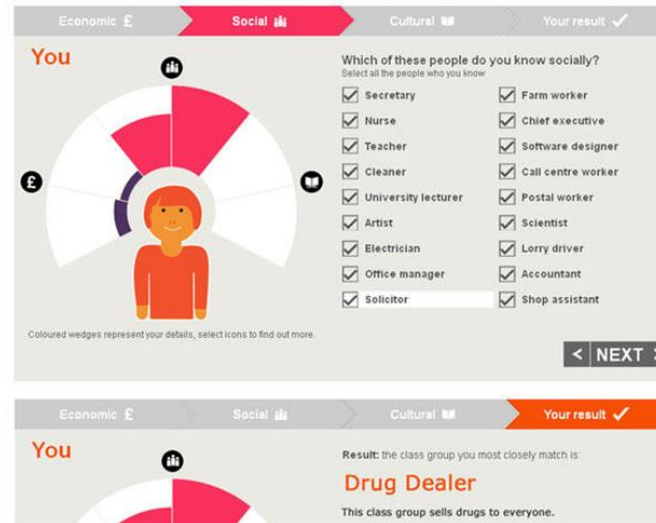 Economic £ Social Cultural Your result
You
Which of these people do you know socially?
Select all the people who you know
Secretary Farm worker
Nurse Chief executive
Teacher Software designer
Cleaner Call centre worker
£
University lecturer Postal worker
Artist Scientist
Electrician Lorry driver
Office manager Accountant
Solicitor Shop assistant
Coloured wedges represent your details, select icons to find out more.
< NEXT >
Economic £ Social Cultural Your result
You
Result: the class group you most closely match is:
Drug Dealer
This class group sells drugs to everyone.